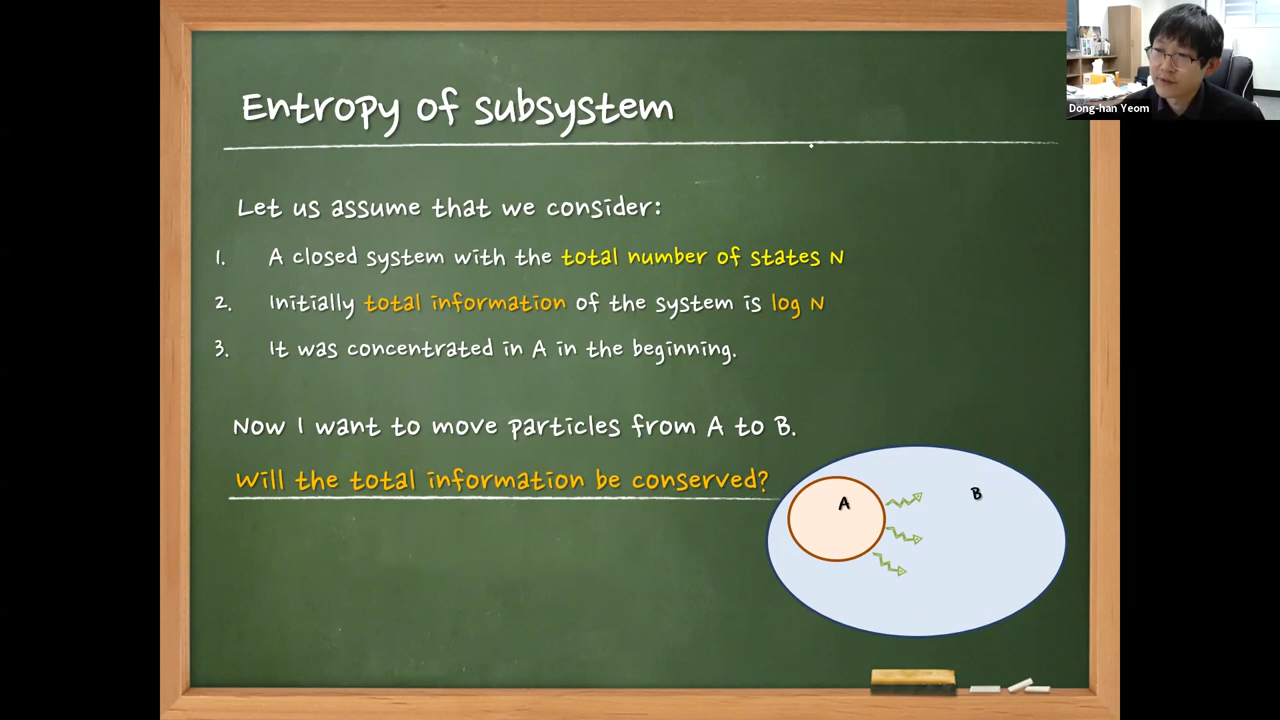 Dong-han Yeom
Entropy of subsystem
Let us assume that we consider:
1. A closed system with the total number of states N
2. Initially total information of the system is log N
3. It was concentrated in A in the beginning.
Now I want to move particles from A to B.
Will the total information be conserved?
A
B